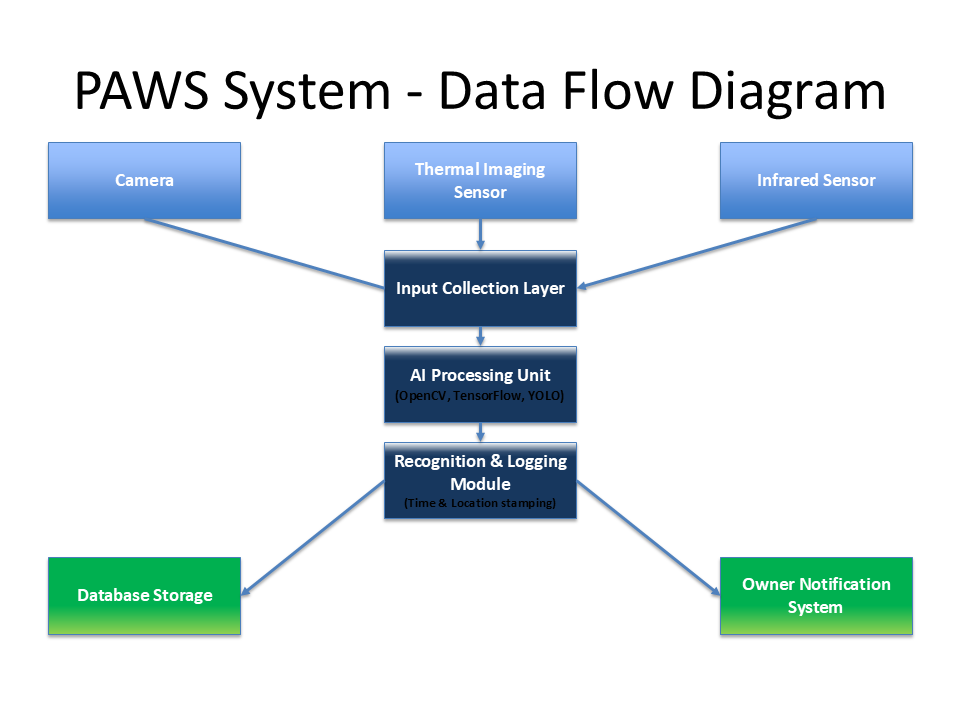 PAWS System - Data Flow Diagram
Camera
Thermal Imaging
Sensor
Infrared Sensor
Input Collection Layer
AI Processing Unit
(OpenCV, TensorFlow, YOLO)
Recognition & Logging
Module
(Time & Location stamping)
Database Storage
Owner Notification
System